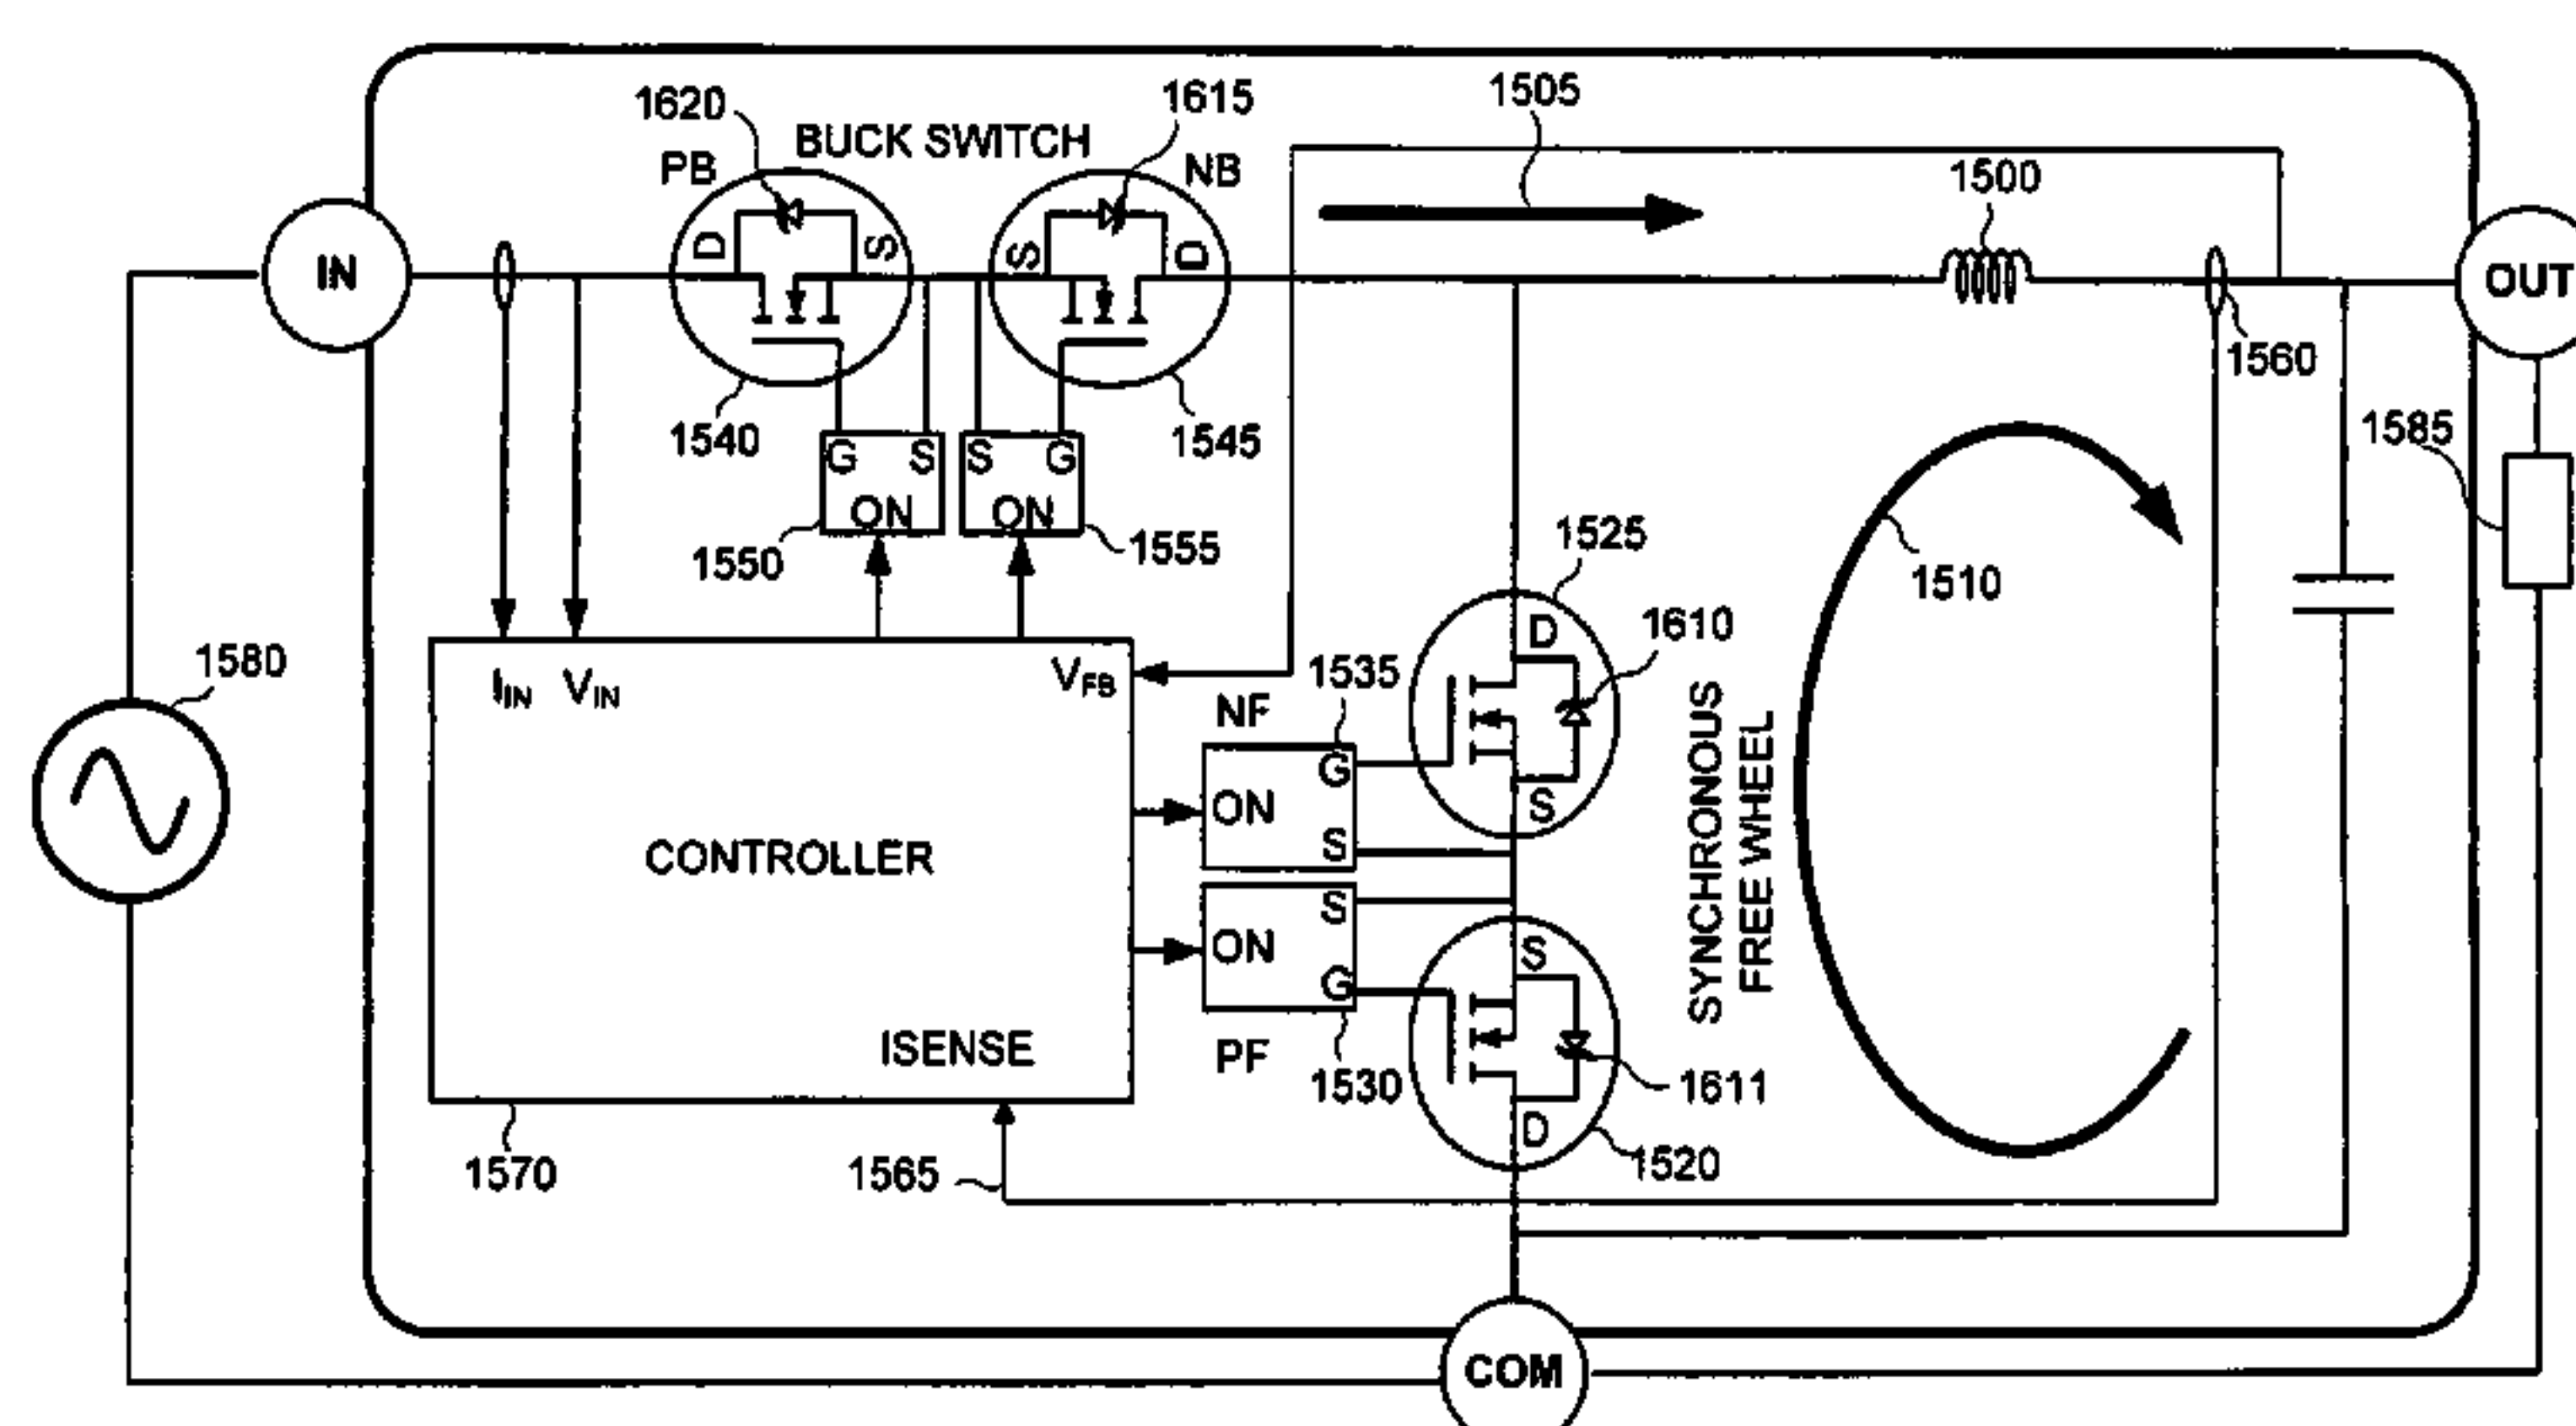 1505
1620
1615
BUCK SWITCH
PB
NB
1500
D
S
S
D
IN
OUT
1560
1540
1545
G
S
S
G
1585
ON
ON
1550
1555
1525
1510
D
1610
1580
IIN
VIN
VFB
1535
NF
G
ON
S
S
SYNCHRONOUS
FREE WHEEL
CONTROLLER
S
ON
S
G
PF
1530
ISENSE
1611
D
1520
1570
1565
COM